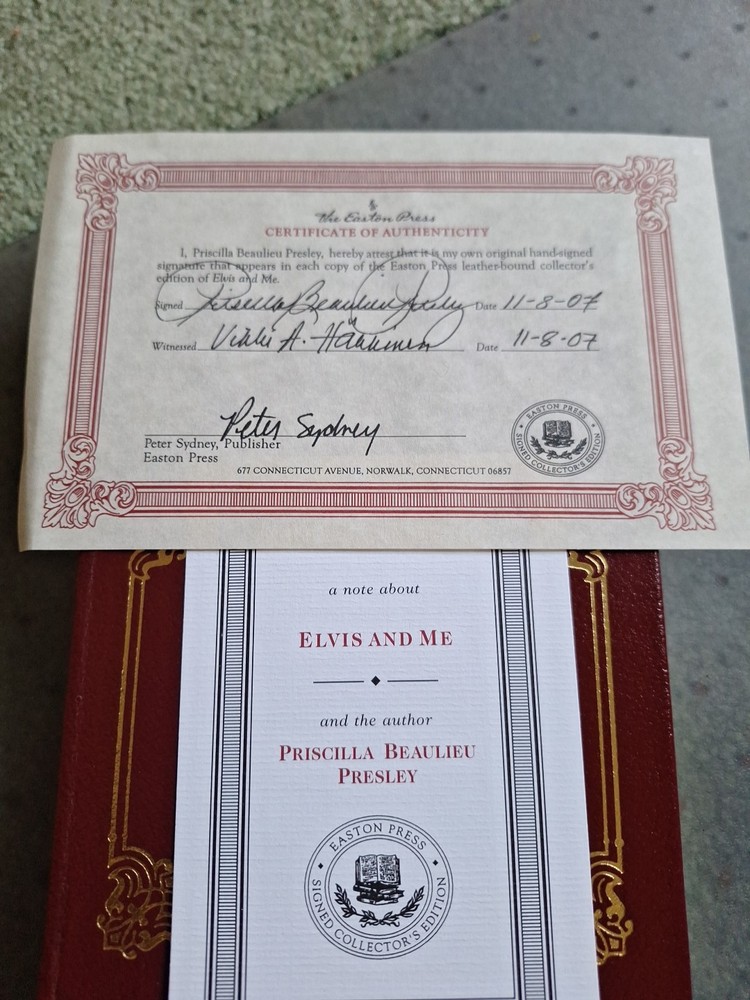 The Easton Press
CERTIFICATE OF AUTHENTICITY
I, Priscilla Beaulieu Presley, hereby attest that it is my own original hand-signed
signature that appears in each copy of the Easton Press leather-bound collector's
edition of Elvis and Me.
Signed Priscilla Beaulieu Presley Date 11-8-07
Witnessed Vickie A. Date 11-8-07
Peter Sydney
Peter Sydney, Publisher
Easton Press
EASTON PRESS
SIGNED COLLECTOR'S EDITION
677 CONNECTICUT AVENUE, NORWALK, CONNECTICUT 06857
a note about
ELVIS AND ME
and the author
PRISCILLA BEAULIEU
PRESLEY
EASTON PRESS
SIGNED COLLECTOR'S EDITION